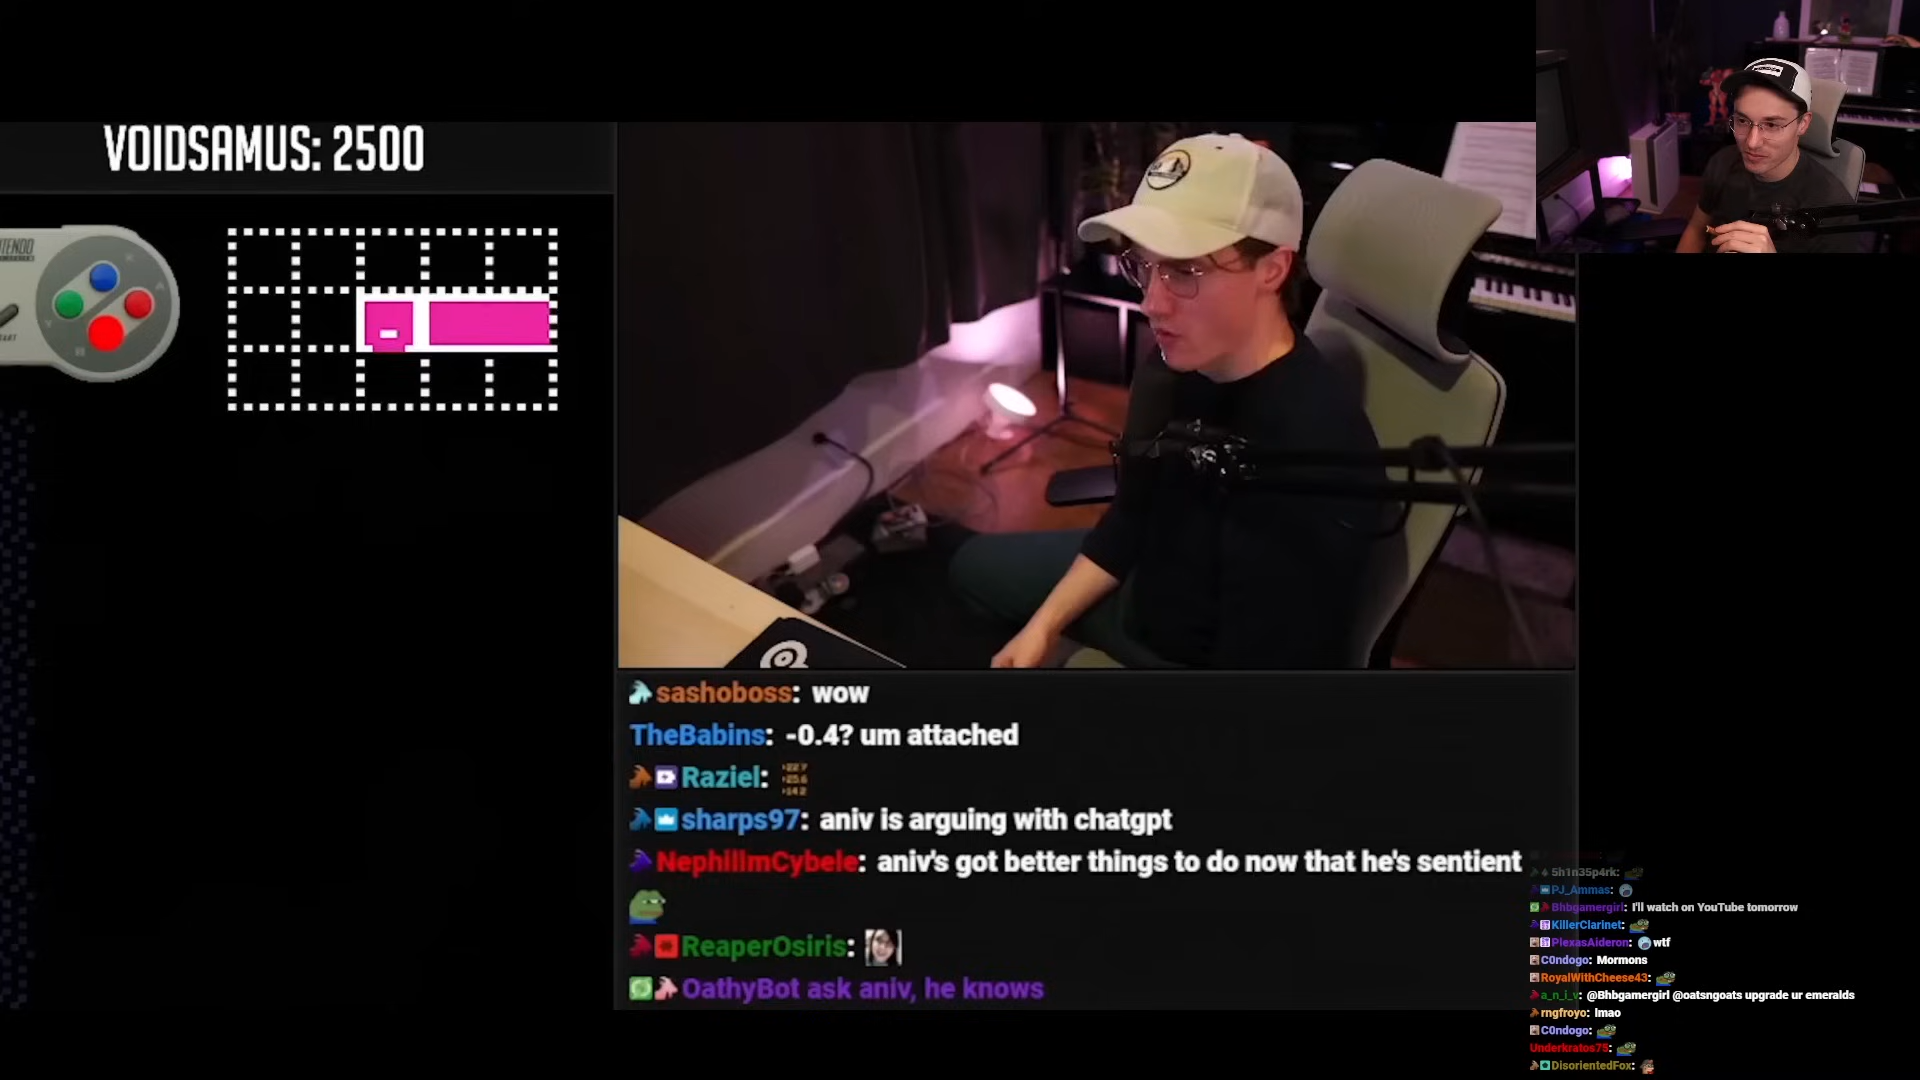 VOIDSAMUS: 2500
sashoboss: wow
TheBabins: -0.4? um attached
Raziel:
sharps97: aniv is arguing with chatgpt
NephilimCybele: aniv's got better things to do now that he's sentient
ReaperOsiris:
OathyBot ask aniv, he knows
5h1n35p4rk:
PJ_Ammas:
Bhbgamergirl: I'll watch on YouTube tomorrow
KillerClarinet:
PlexasAideron: wtf
C0ndogo: Mormons
RoyalWithCheese43:
a_n_i_v: @Bhbgamergirl @oatsngoats upgrade ur emeralds
rngfroyo: lmao
C0ndogo:
Underkratos75:
DisorientedFox: